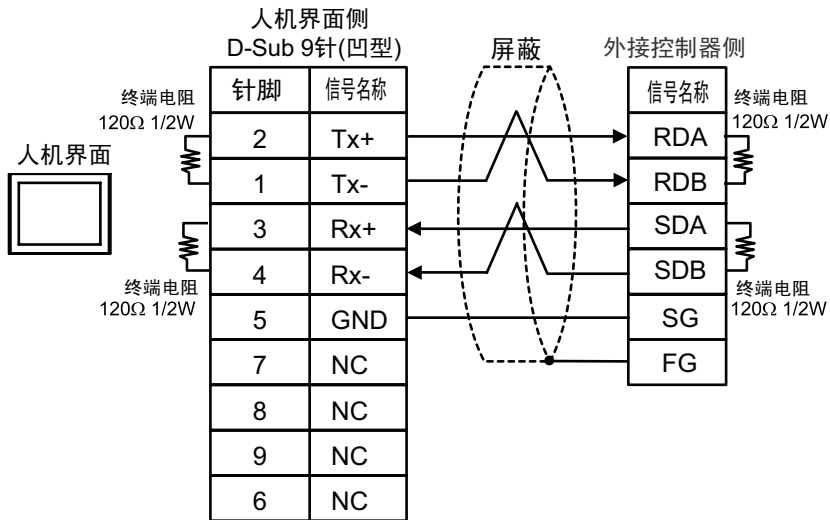 人机界面侧
D-Sub 9针(凹型)
屏蔽
外接控制器侧
人机界面
终端电阻
120Ω 1/2W
终端电阻
120Ω 1/2W
针脚 信号名称
2 Tx+
1 Tx-
3 Rx+
4 Rx-
5 GND
7 NC
8 NC
9 NC
6 NC
信号名称
RDA
RDB
SDA
SDB
SG
FG
终端电阻
120Ω 1/2W
终端电阻
120Ω 1/2W